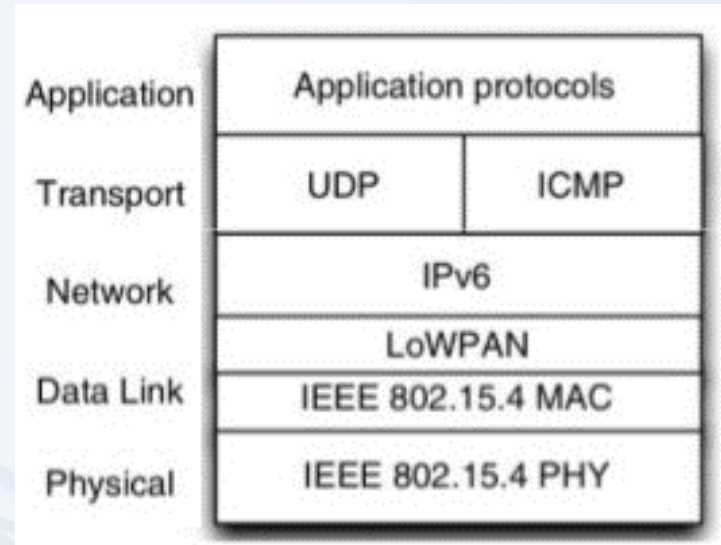 Application
Application protocols
Transport
UDP
ICMP
Network
IPv6
LoWPAN
Data Link
IEEE 802.15.4 MAC
Physical
IEEE 802.15.4 PHY